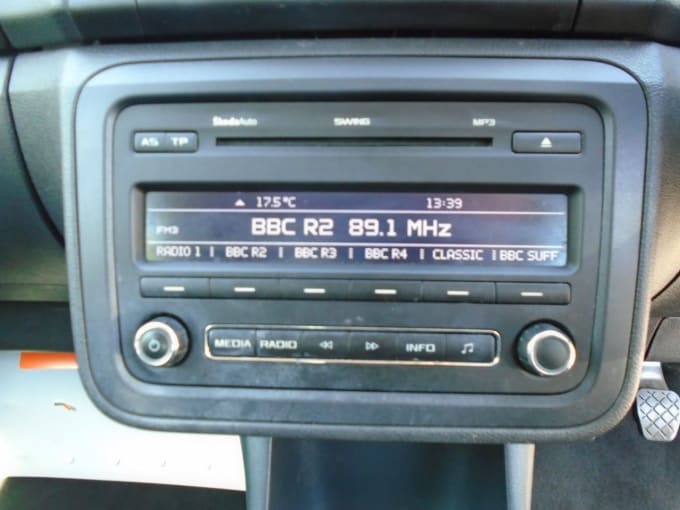 ŠkodaAuto SWING MP3
AS TP
17.5°C 13:39
FM3 BBC R2 89.1 MHz
RADIO 1 | BBC R2 | BBC R3 | BBC R4 | CLASSIC | BBC SUFF
MEDIA RADIO INFO